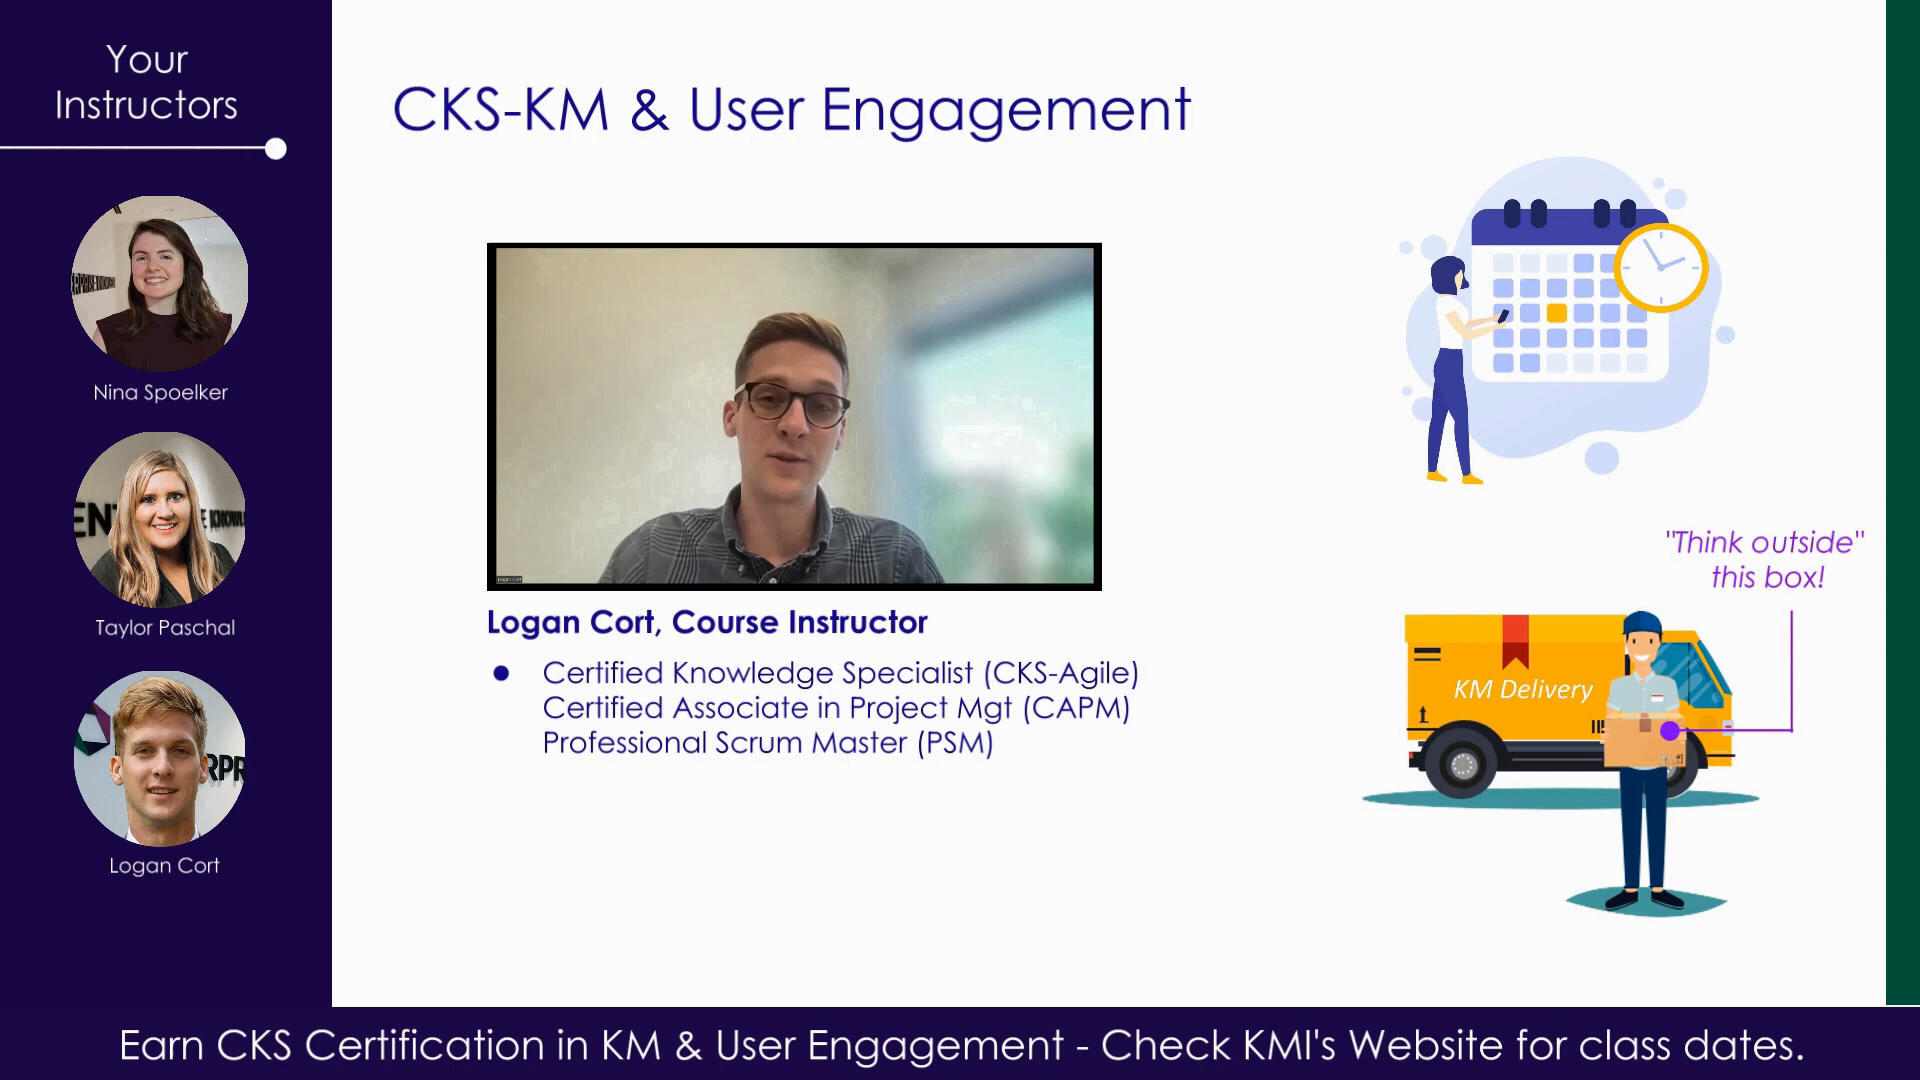 Your
Instructors
CKS-KM & User Engagement
Nina Spoelker
Taylor Paschal
Logan Cort
Logan Cort
Logan Cort, Course Instructor
Certified Knowledge Specialist (CKS-Agile)
Certified Associate in Project Mgt (CAPM)
Professional Scrum Master (PSM)
"Think outside"
this box!
KM Delivery
Earn CKS Certification in KM & User Engagement - Check KMI's Website for class dates.